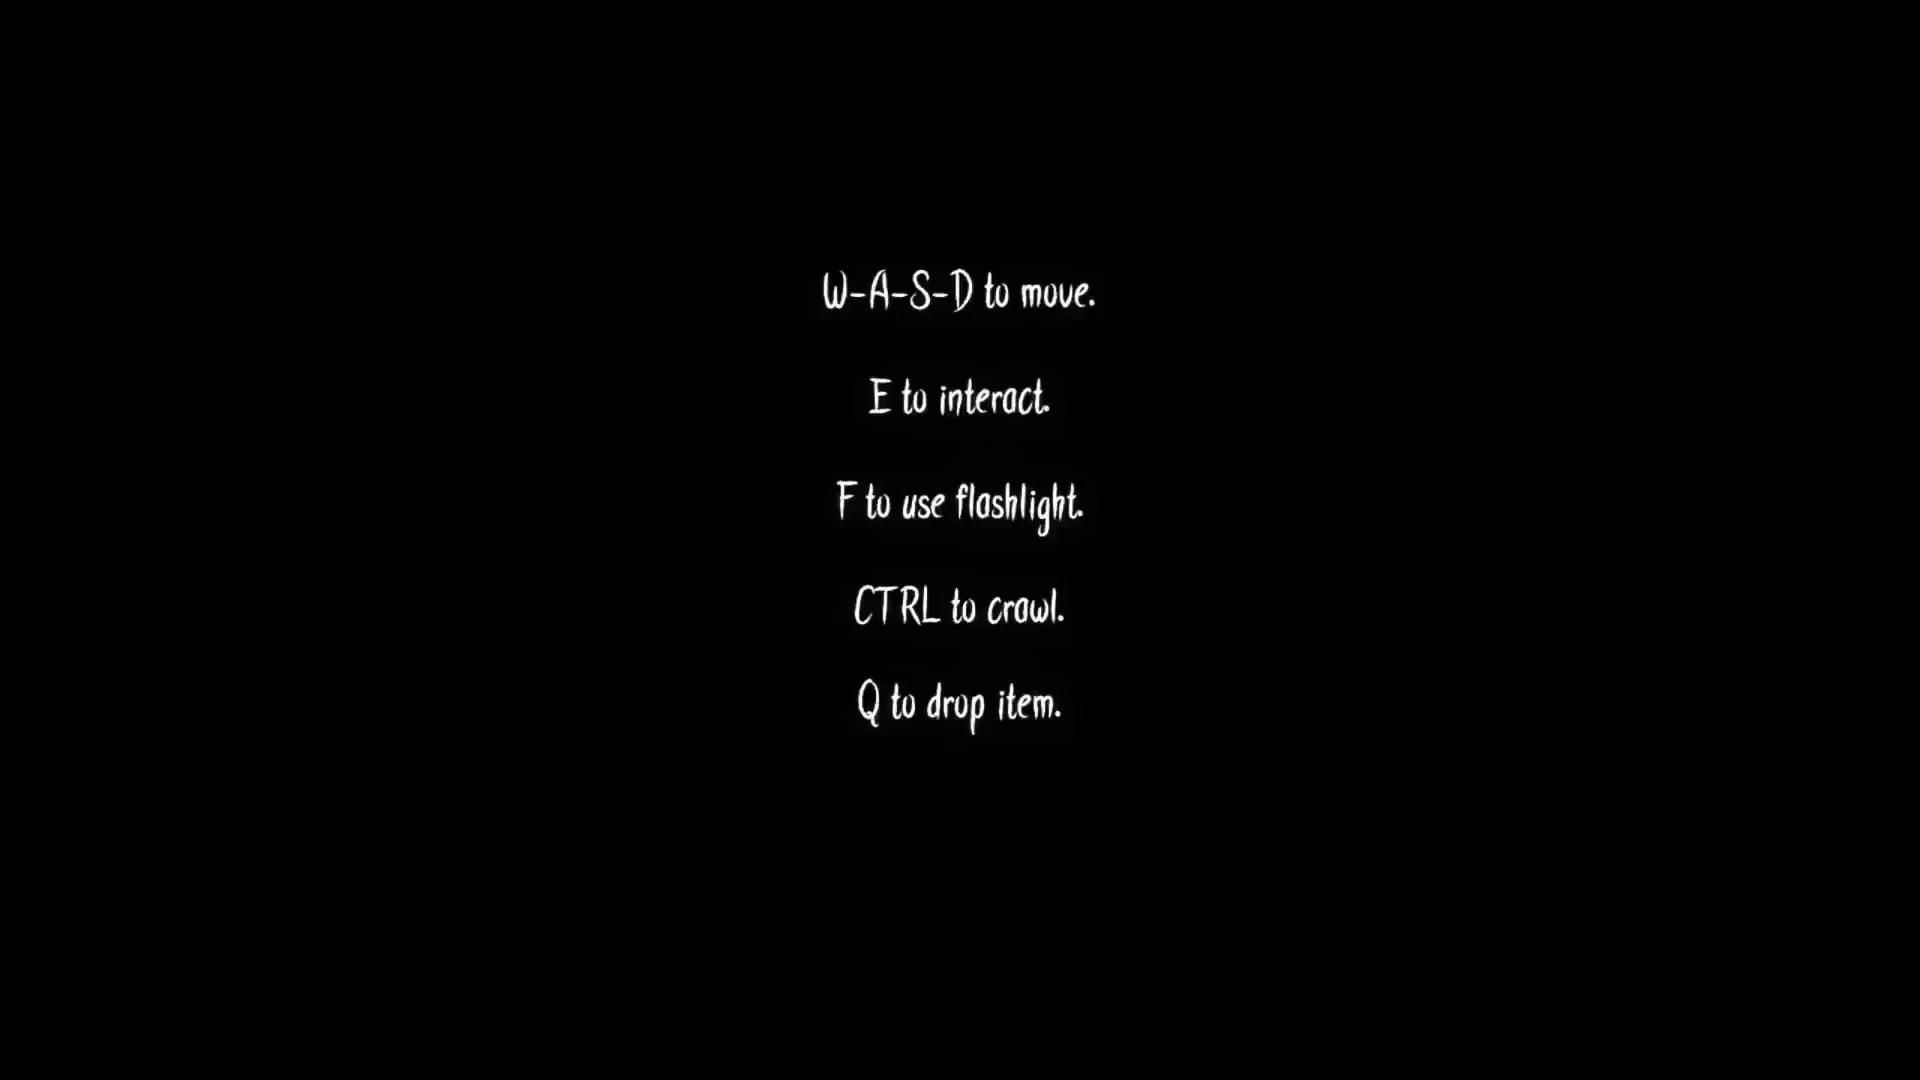 W-A-S-D to move.
E to interact.
F to use flashlight.
CTRL to crawl.
Q to drop item.